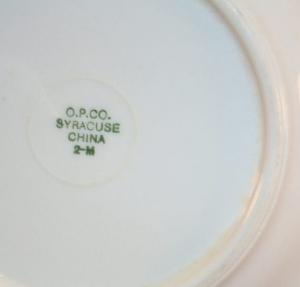 O.P.CO.
SYRACUSE
CHINA
2-M